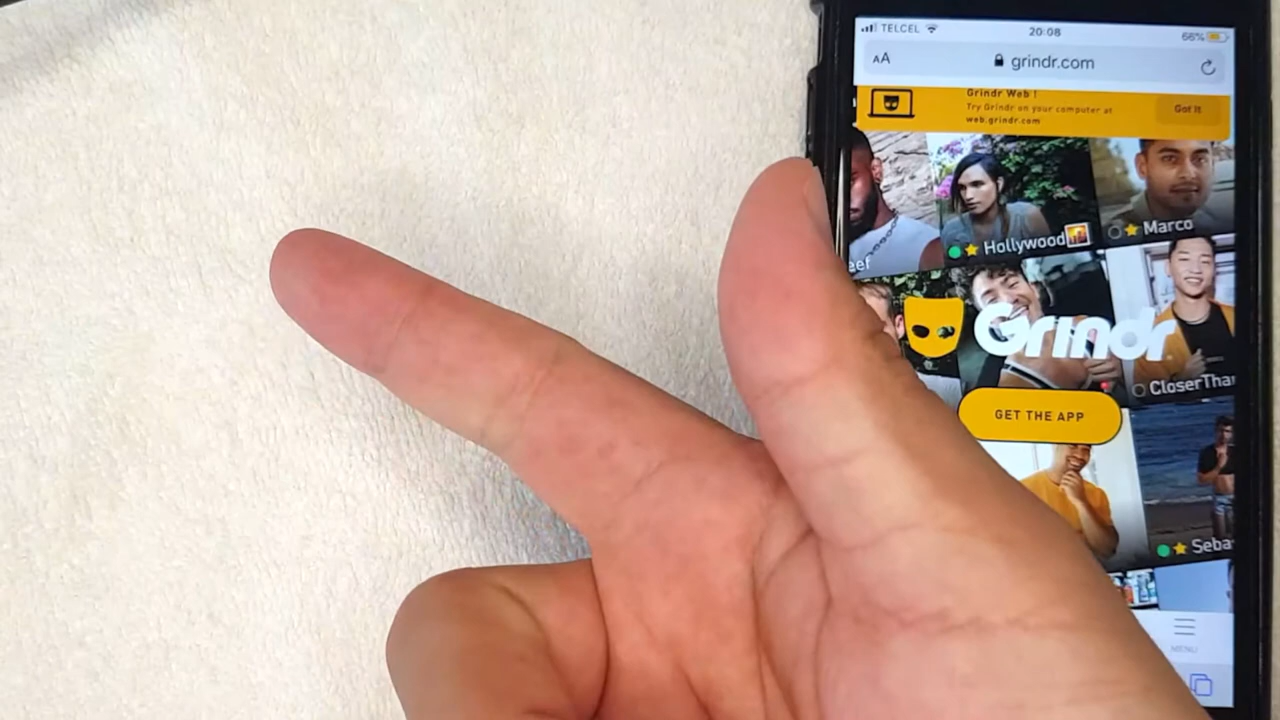 TELCEL 20:08 66%
AA grindr.com
Grindr Web !
Try Grindr on your computer at
web.grindr.com
Got It
eef
Hollywood
Marco
Grindr
CloserThan
GET THE APP
Seba
MENU